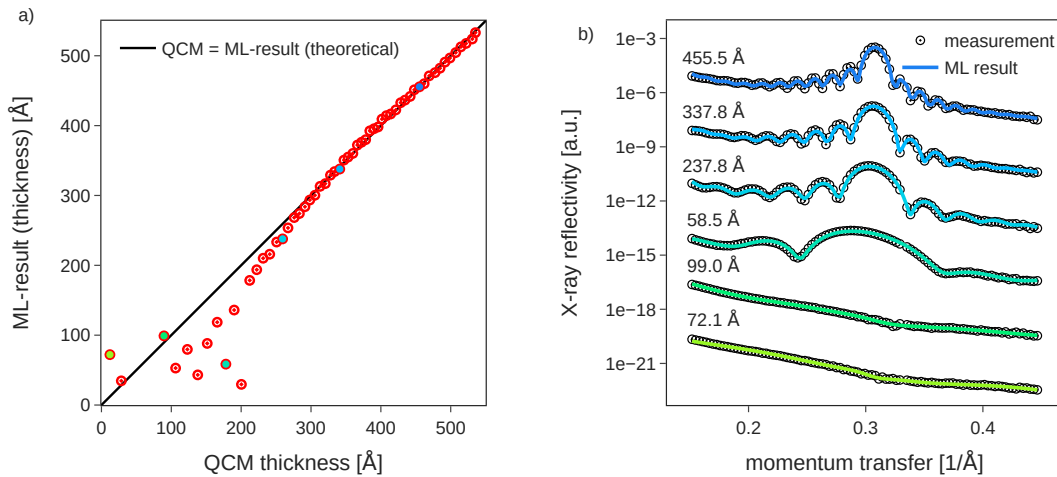 a)
QCM = ML-result (theoretical)
ML-result (thickness) [Å]
500
400
300
200
100
0
0 100 200 300 400 500
QCM thickness [Å]
b)
measurement
ML result
X-ray reflectivity [a.u.]
1e−3
1e−6
1e−9
1e−12
1e−15
1e−18
1e−21
455.5 Å
337.8 Å
237.8 Å
58.5 Å
99.0 Å
72.1 Å
0.2 0.3 0.4
momentum transfer [1/Å]